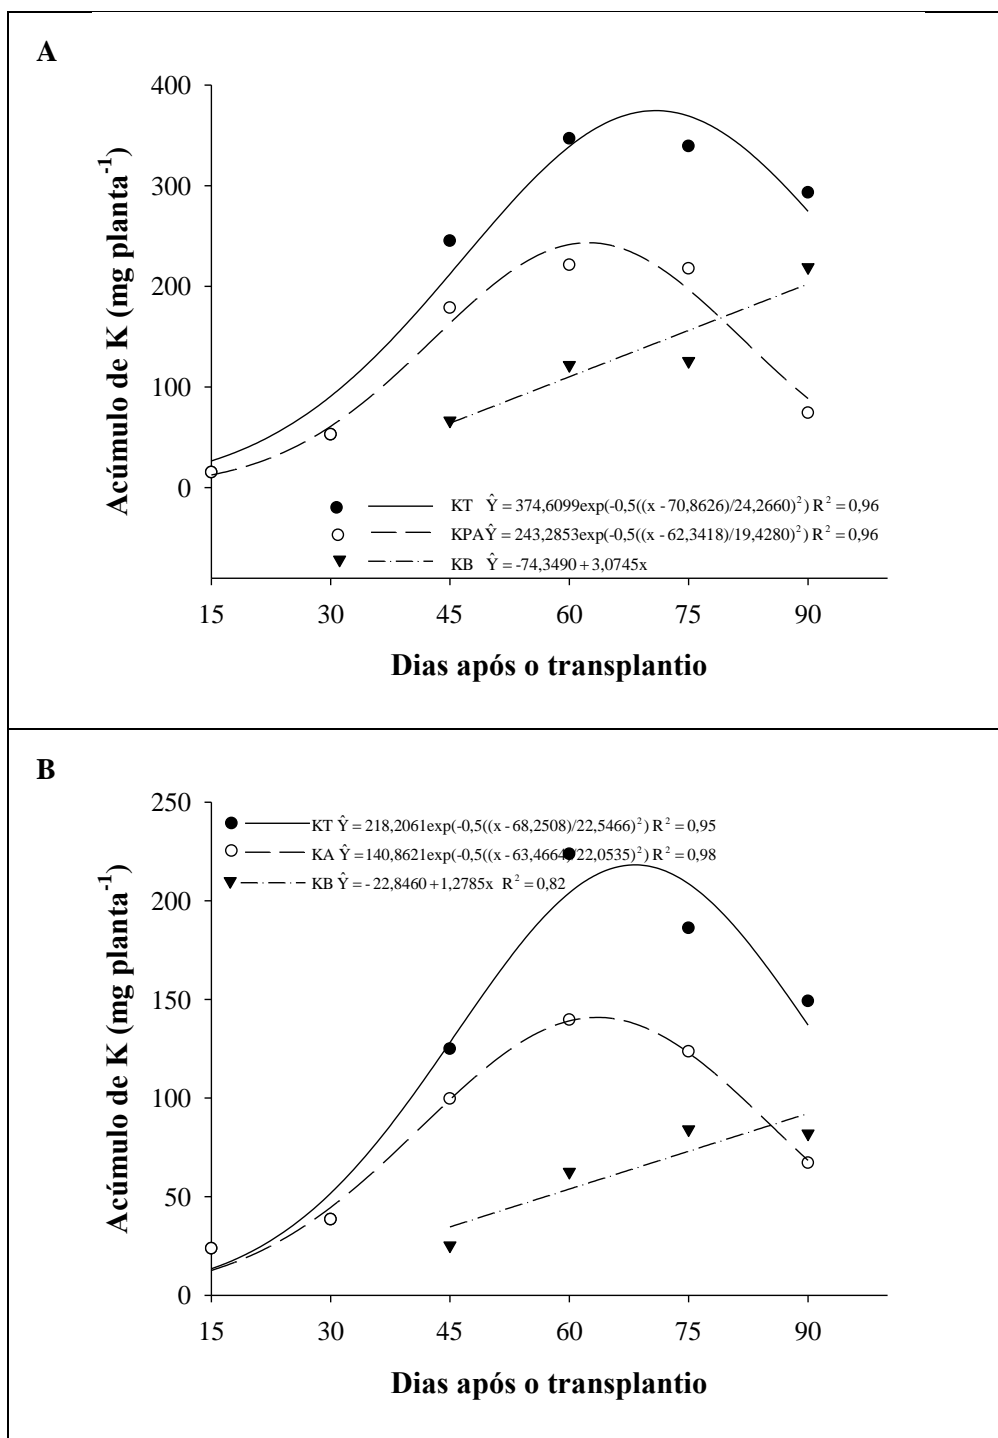 A
400
300
200
100
0
Acúmulo de K (mg planta-1)
KT Ŷ = 374,6099exp(-0,5((x - 70,8626)/24,2660)²) R² = 0,96
KPA Ŷ = 243,2853exp(-0,5((x - 62,3418)/19,4280)²) R² = 0,96
KB Ŷ = -74,3490 + 3,0745x
15 30 45 60 75 90
Dias após o transplantio
B
250
200
150
100
50
0
Acúmulo de K (mg planta-1)
KT Ŷ = 218,2061exp(-0,5((x - 68,2508)/22,5466)²) R² = 0,95
KA Ŷ = 140,8621exp(-0,5((x - 63,4664)/22,0535)²) R² = 0,98
KB Ŷ = - 22,8460 + 1,2785x R² = 0,82
15 30 45 60 75 90
Dias após o transplantio